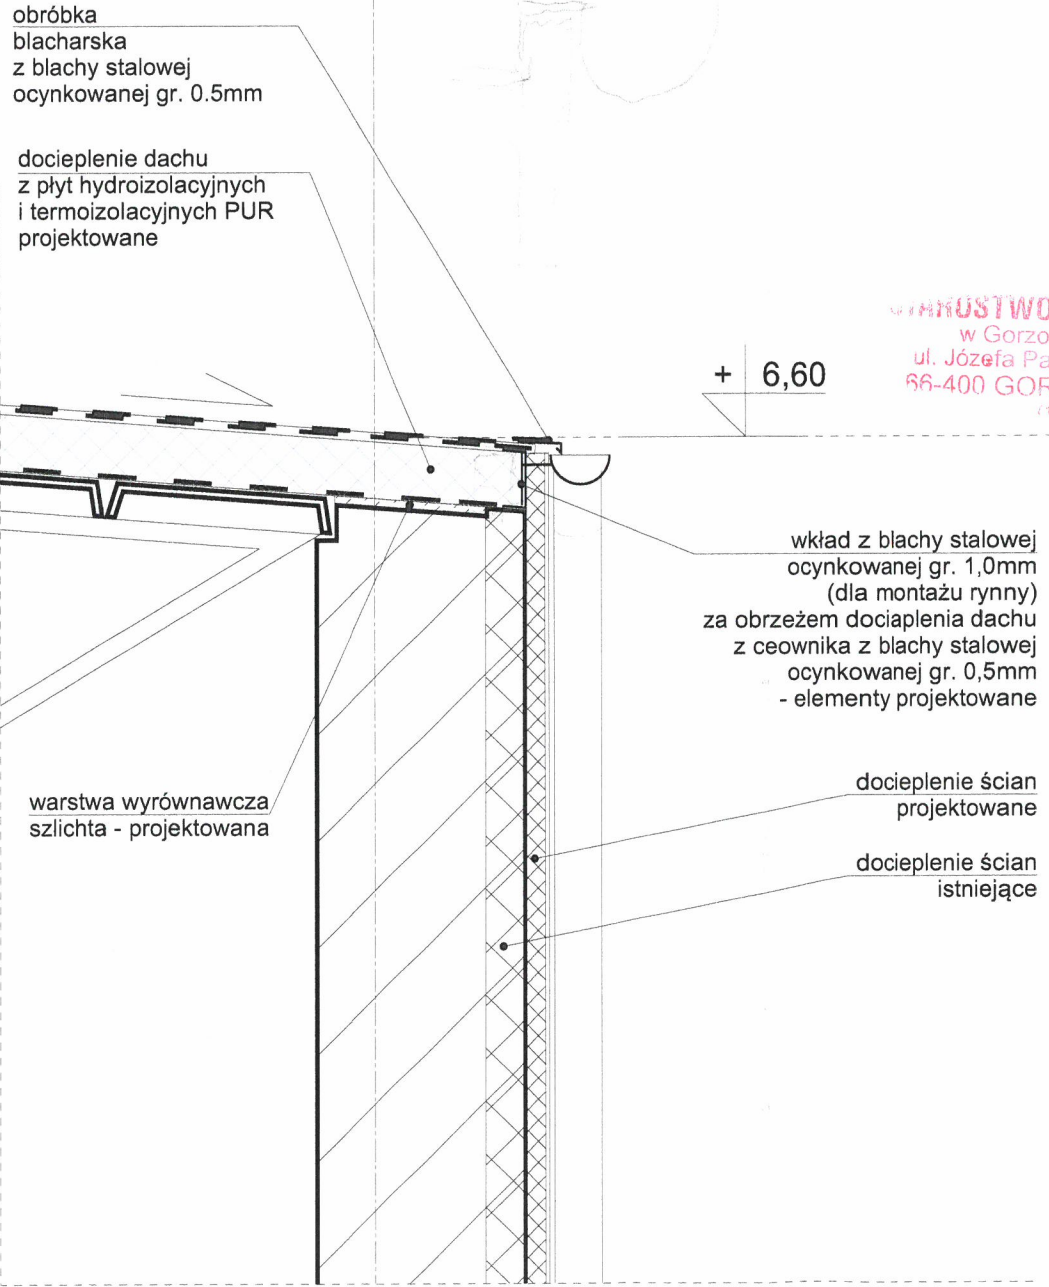 obróbka
blacharska
z blachy stalowej
ocynkowanej gr. 0.5mm
docieplenie dachu
z płyt hydroizolacyjnych
i termoizolacyjnych PUR
projektowane
w Gorzo
ul. Józefa Pa
66-400 GOR
+ 6,60
wkład z blachy stalowej
ocynkowanej gr. 1,0mm
(dla montażu rynny)
za obrzeżem dociaplenia dachu
z ceownika z blachy stalowej
ocynkowanej gr. 0,5mm
- elementy projektowane
warstwa wyrównawcza
szlichta - projektowana
docieplenie ścian
projektowane
docieplenie ścian
istniejące